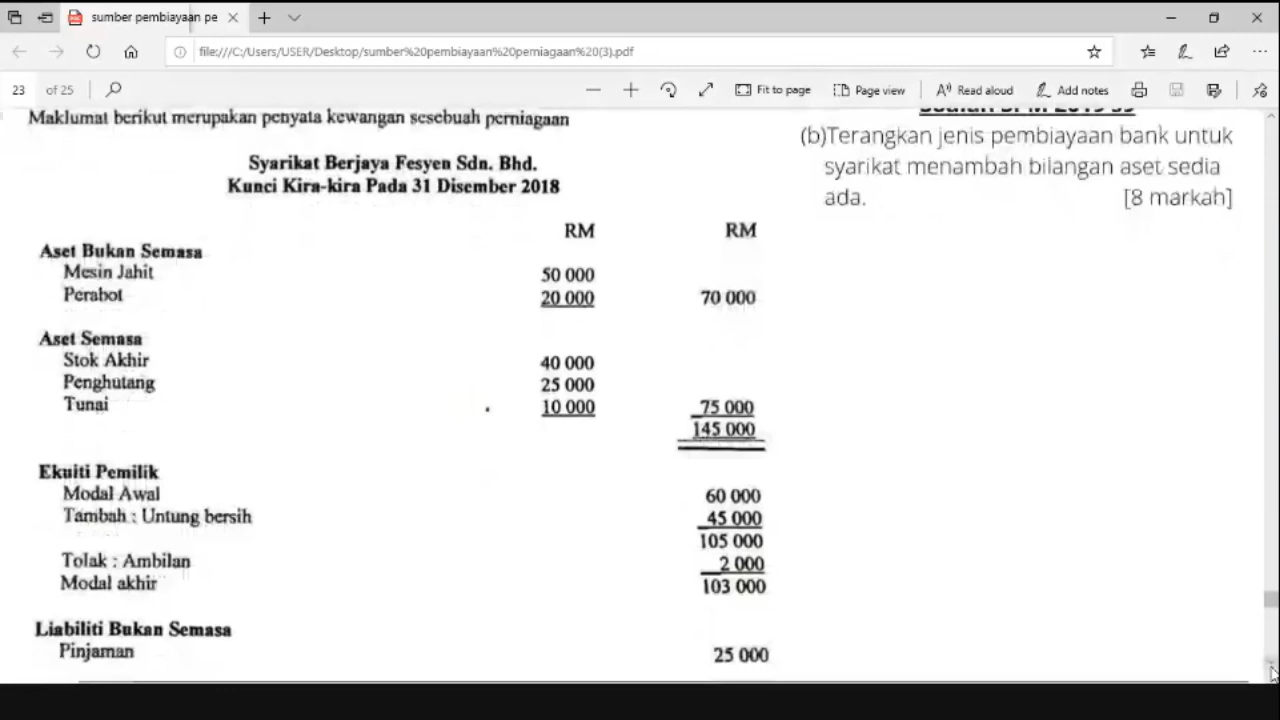 sumber pembiayaan pe
file:///C:/Users/USER/Desktop/sumber%20pembiayaan%20perniagaan%20(3).pdf
23 of 25
Fit to page
Page view
Read aloud
Add notes
Maklumat berikut merupakan penyata kewangan sesebuah perniagaan
Syarikat Berjaya Fesyen Sdn. Bhd.
Kunci Kira-kira Pada 31 Disember 2018
RM RM
Aset Bukan Semasa
Mesin Jahit 50 000
Perabot 20 000 70 000
Aset Semasa
Stok Akhir 40 000
Penghutang 25 000
Tunai 10 000 75 000
145 000
Ekuiti Pemilik
Modal Awal 60 000
Tambah : Untung bersih 45 000
105 000
Tolak : Ambilan 2 000
Modal akhir 103 000
Liabiliti Bukan Semasa
Pinjaman 25 000
(b)Terangkan jenis pembiayaan bank untuk
syarikat menambah bilangan aset sedia
ada. [8 markah]